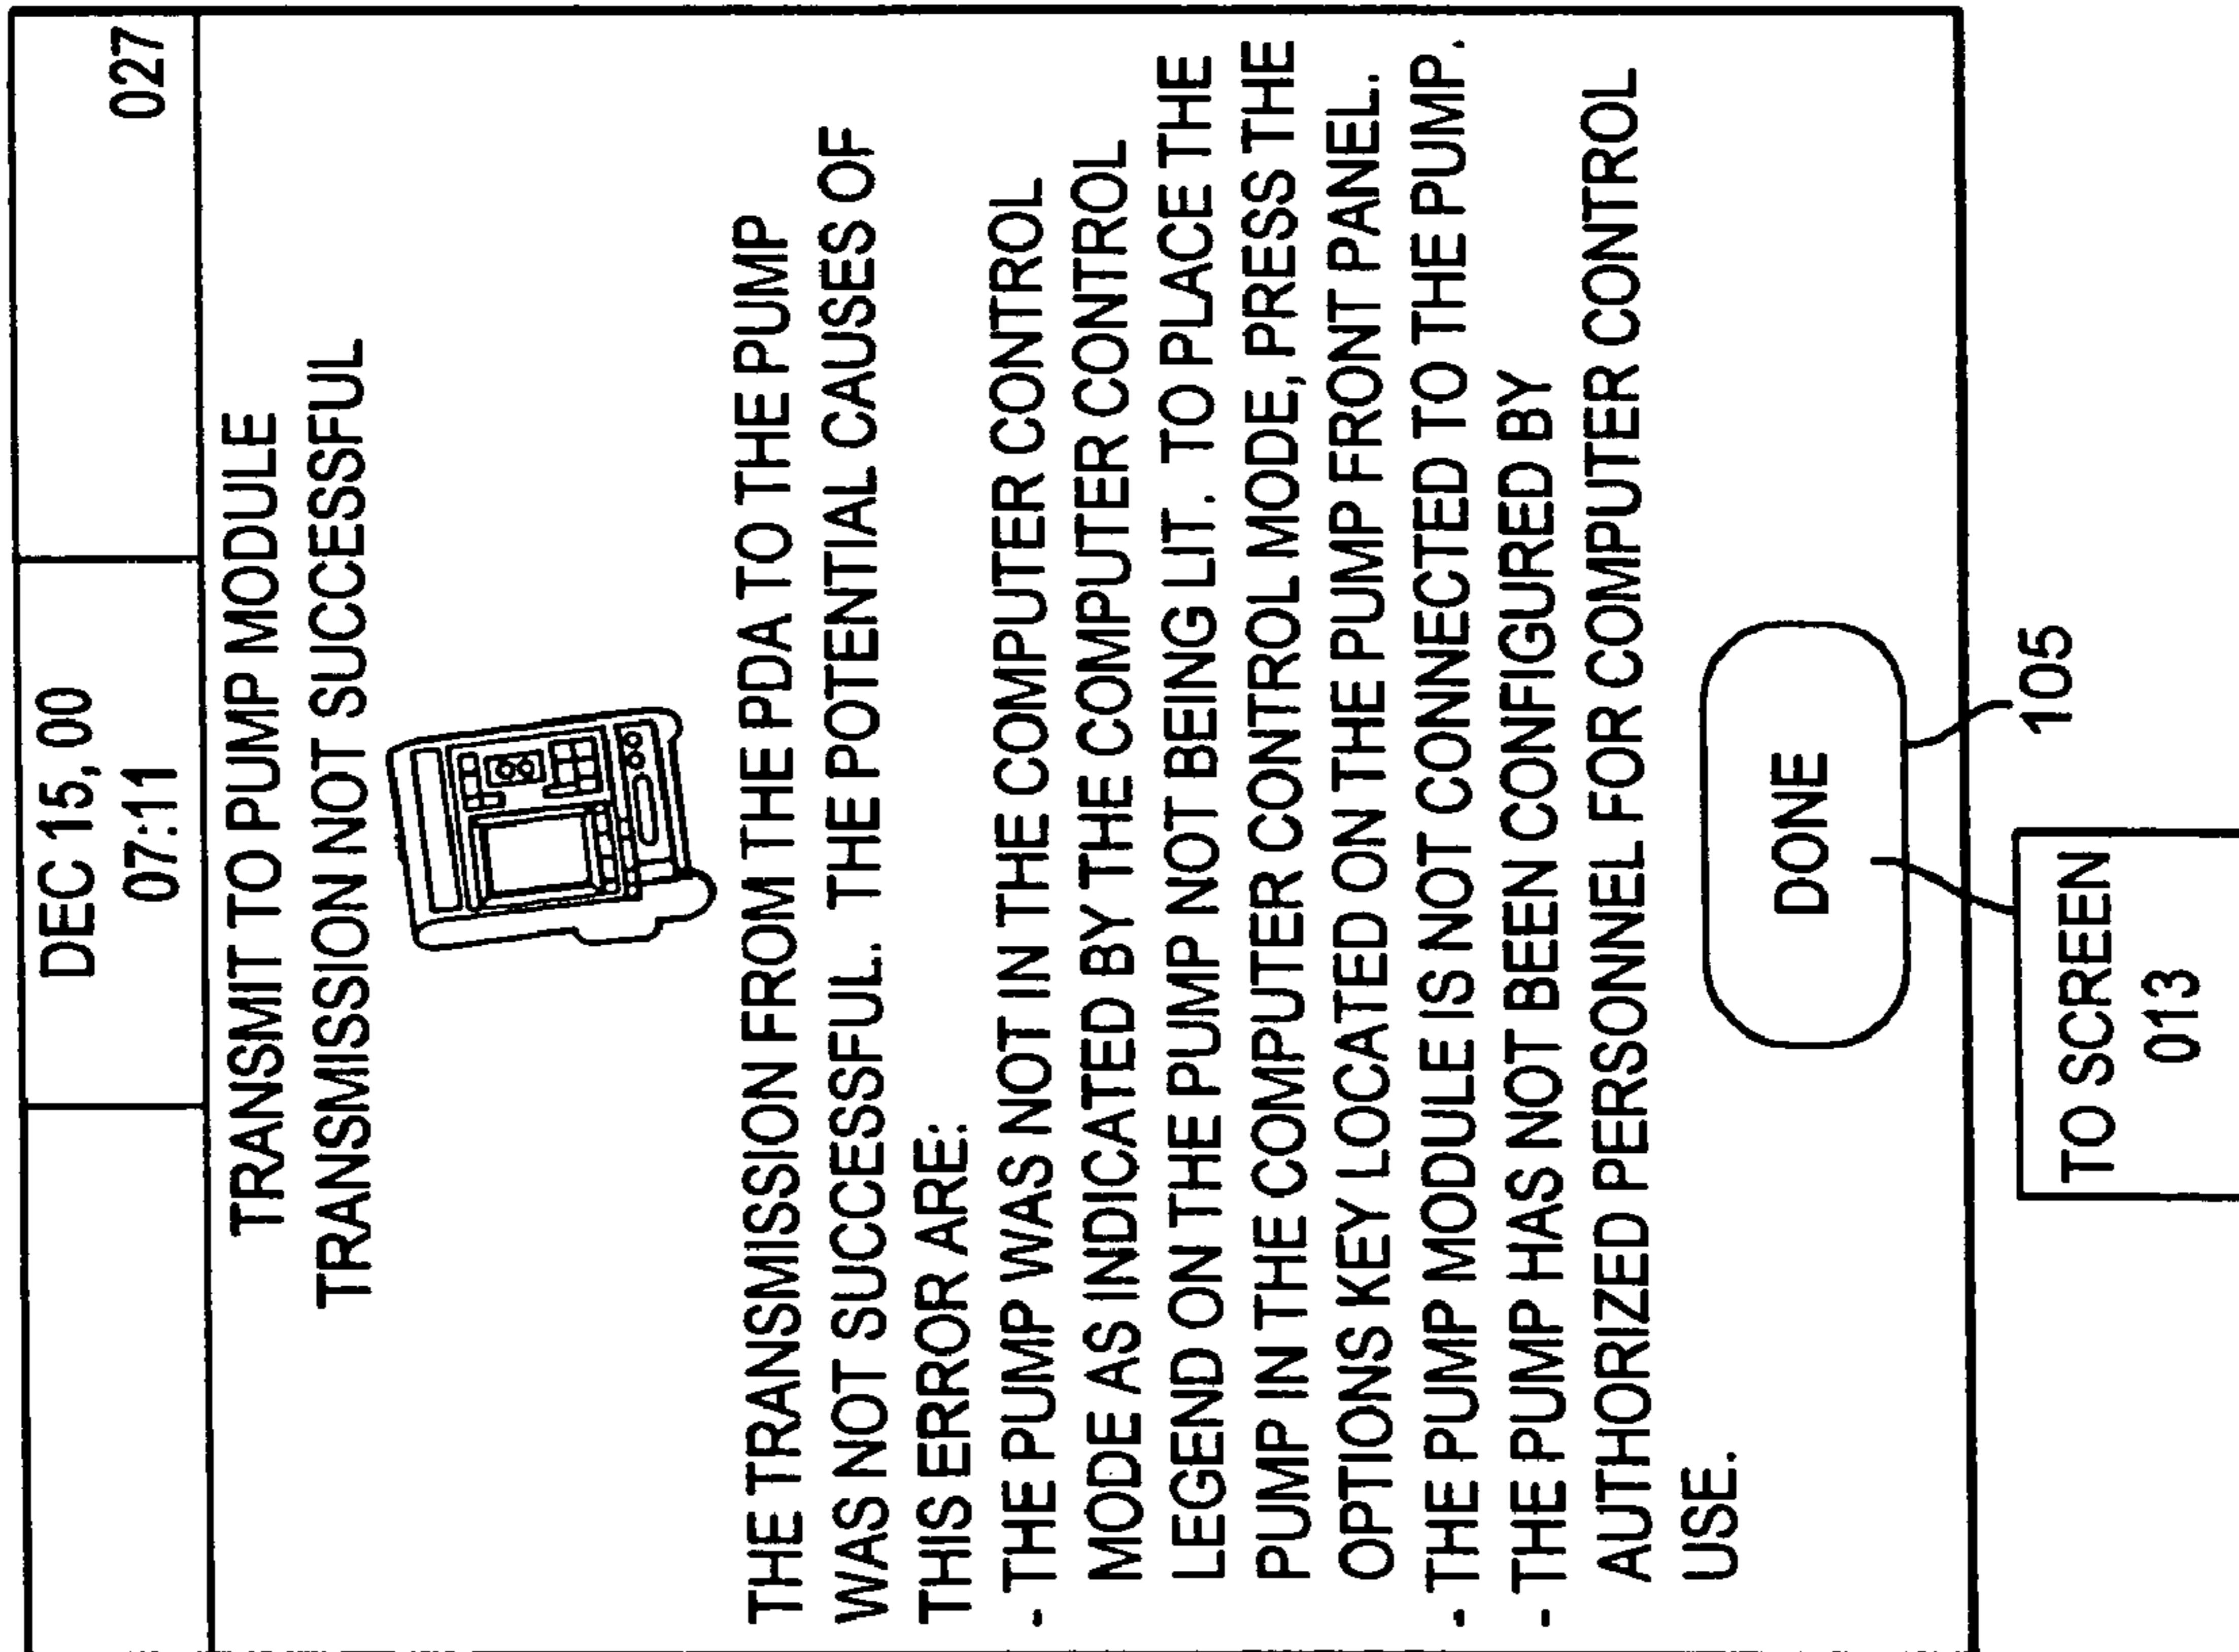 DEC 15, 00
07:11
027
TRANSMIT TO PUMP MODULE
TRANSMISSION NOT SUCCESSFUL
THE TRANSMISSION FROM THE PDA TO THE PUMP
WAS NOT SUCCESSFUL. THE POTENTIAL CAUSES OF
THIS ERROR ARE:
- THE PUMP WAS NOT IN THE COMPUTER CONTROL
MODE AS INDICATED BY THE COMPUTER CONTROL
LEGEND ON THE PUMP NOT BEING LIT. TO PLACE THE
PUMP IN THE COMPUTER CONTROL MODE, PRESS THE
OPTIONS KEY LOCATED ON THE PUMP FRONT PANEL.
- THE PUMP MODULE IS NOT CONNECTED TO THE PUMP.
- THE PUMP HAS NOT BEEN CONFIGURED BY
AUTHORIZED PERSONNEL FOR COMPUTER CONTROL
USE.
DONE
105
TO SCREEN
013